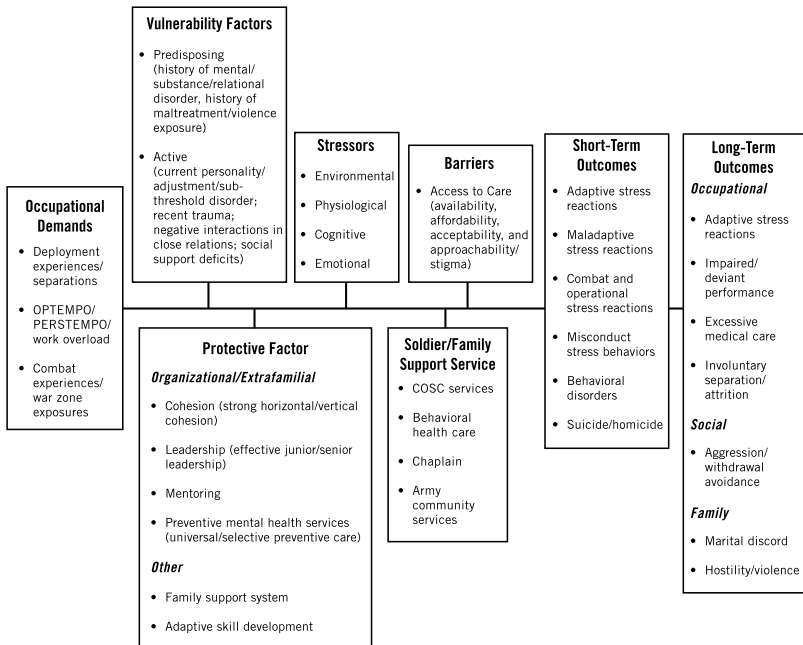 Occupational
Demands
• Deployment
experiences/
separations
• OPTEMPO/
PERSTEMPO/
work overload
• Combat
experiences/
war zone
exposures
Vulnerability Factors
• Predisposing
(history of mental/
substance/relational
disorder, history of
maltreatment/violence
exposure)
• Active
(current personality/
adjustment/sub-
threshold disorder;
recent trauma;
negative interactions in
close relations; social
support deficits)
Stressors
• Environmental
• Physiological
• Cognitive
• Emotional
Barriers
• Access to Care
(availability,
affordability,
acceptability, and
approachability/
stigma)
Protective Factor
Organizational/Extrafamilial
• Cohesion (strong horizontal/vertical
cohesion)
• Leadership (effective junior/senior
leadership)
• Mentoring
• Preventive mental health services
(universal/selective preventive care)
Other
• Family support system
• Adaptive skill development
Soldier/Family
Support Service
• COSC services
• Behavioral
health care
• Chaplain
• Army
community
services
Short-Term
Outcomes
• Adaptive stress
reactions
• Maladaptive
stress reactions
• Combat and
operational
stress reactions
• Misconduct
stress behaviors
• Behavioral
disorders
• Suicide/homicide
Long-Term
Outcomes
Occupational
• Adaptive stress
reactions
• Impaired/
deviant
performance
• Excessive
medical care
• Involuntary
separation/
attrition
Social
• Aggression/
withdrawal
avoidance
Family
• Marital discord
• Hostility/violence